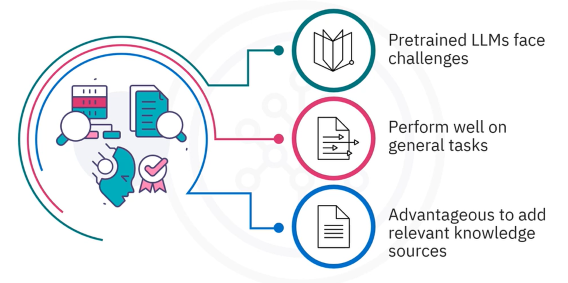 Pretrained LLMs face
challenges
Perform well on
general tasks
Advantageous to add
relevant knowledge
sources